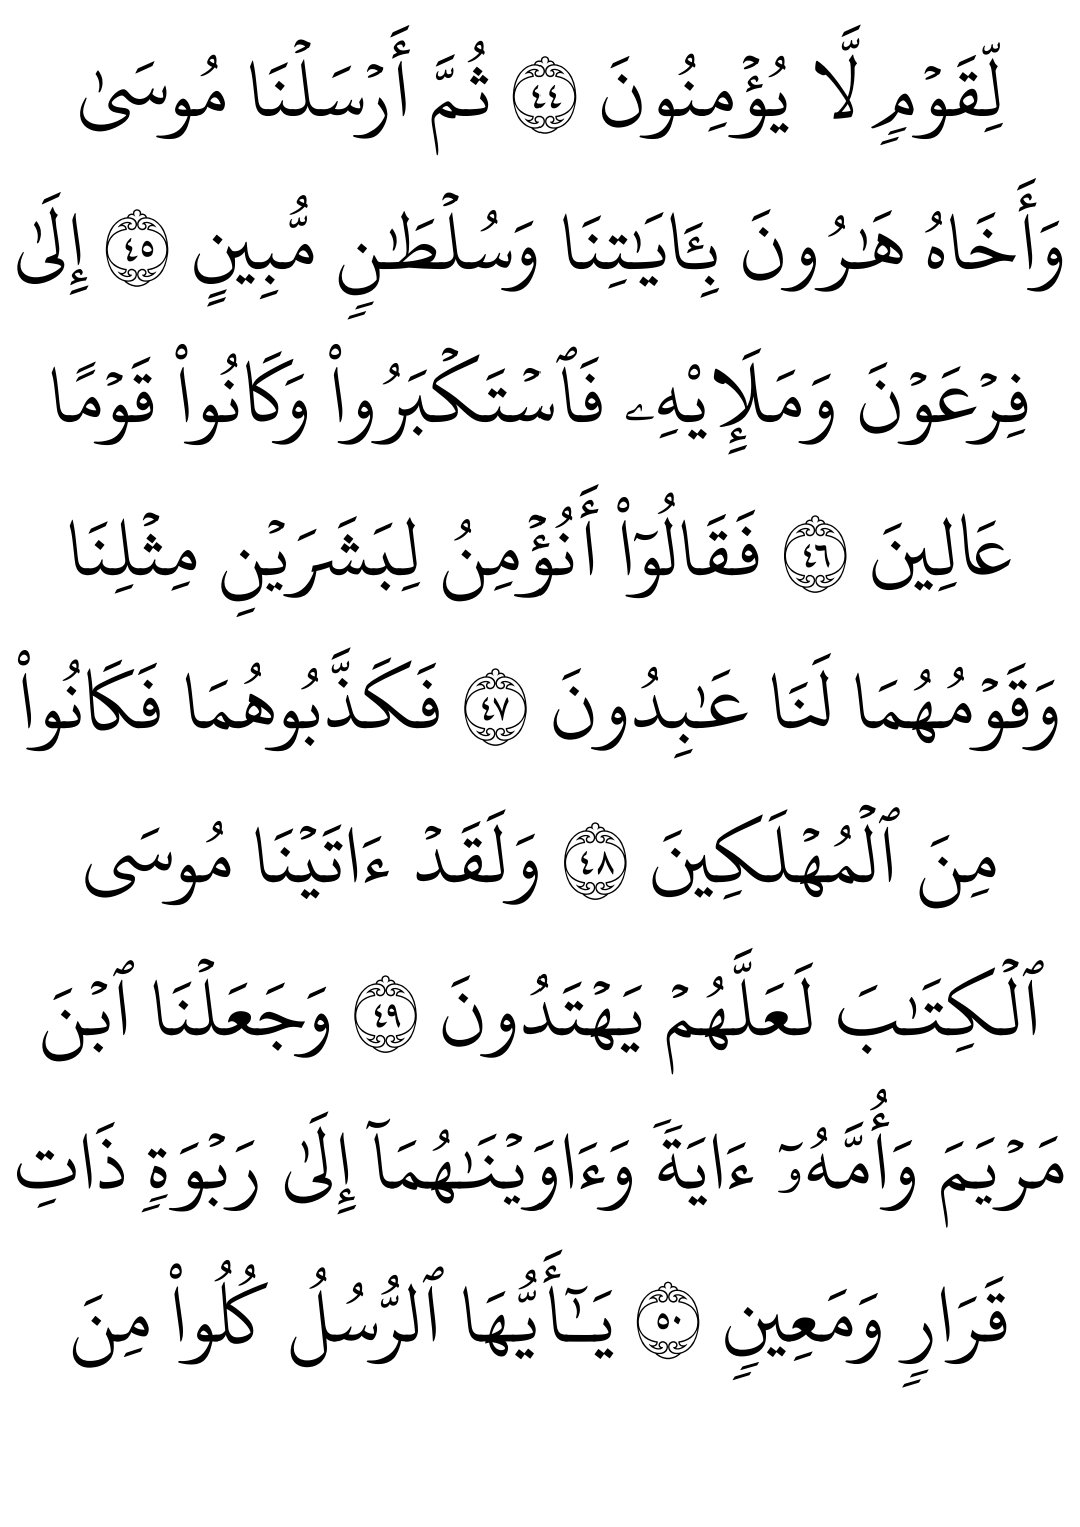 لِّقَوۡمٖ لَّا يُؤۡمِنُونَ ٤٤ ثُمَّ أَرۡسَلۡنَا مُوسَىٰ
وَأَخَاهُ هَٰرُونَ بِـَٔايَٰتِنَا وَسُلۡطَٰنٖ مُّبِينٍ ٤٥ إِلَىٰ
فِرۡعَوۡنَ وَمَلَإِيْهِۦ فَٱسۡتَكۡبَرُواْ وَكَانُواْ قَوۡمًا
عَالِينَ ٤٦ فَقَالُوٓاْ أَنُؤۡمِنُ لِبَشَرَيۡنِ مِثۡلِنَا
وَقَوۡمُهُمَا لَنَا عَٰبِدُونَ ٤٧ فَكَذَّبُوهُمَا فَكَانُواْ
مِنَ ٱلۡمُهۡلَكِينَ ٤٨ وَلَقَدۡ ءَاتَيۡنَا مُوسَى
ٱلۡكِتَٰبَ لَعَلَّهُمۡ يَهۡتَدُونَ ٤٩ وَجَعَلۡنَا ٱبۡنَ
مَرۡيَمَ وَأُمَّهُۥٓ ءَايَةٗ وَءَاوَيۡنَٰهُمَآ إِلَىٰ رَبۡوَةٖ ذَاتِ
قَرَارٖ وَمَعِينٖ ٥٠ يَٰٓأَيُّهَا ٱلرُّسُلُ كُلُواْ مِنَ